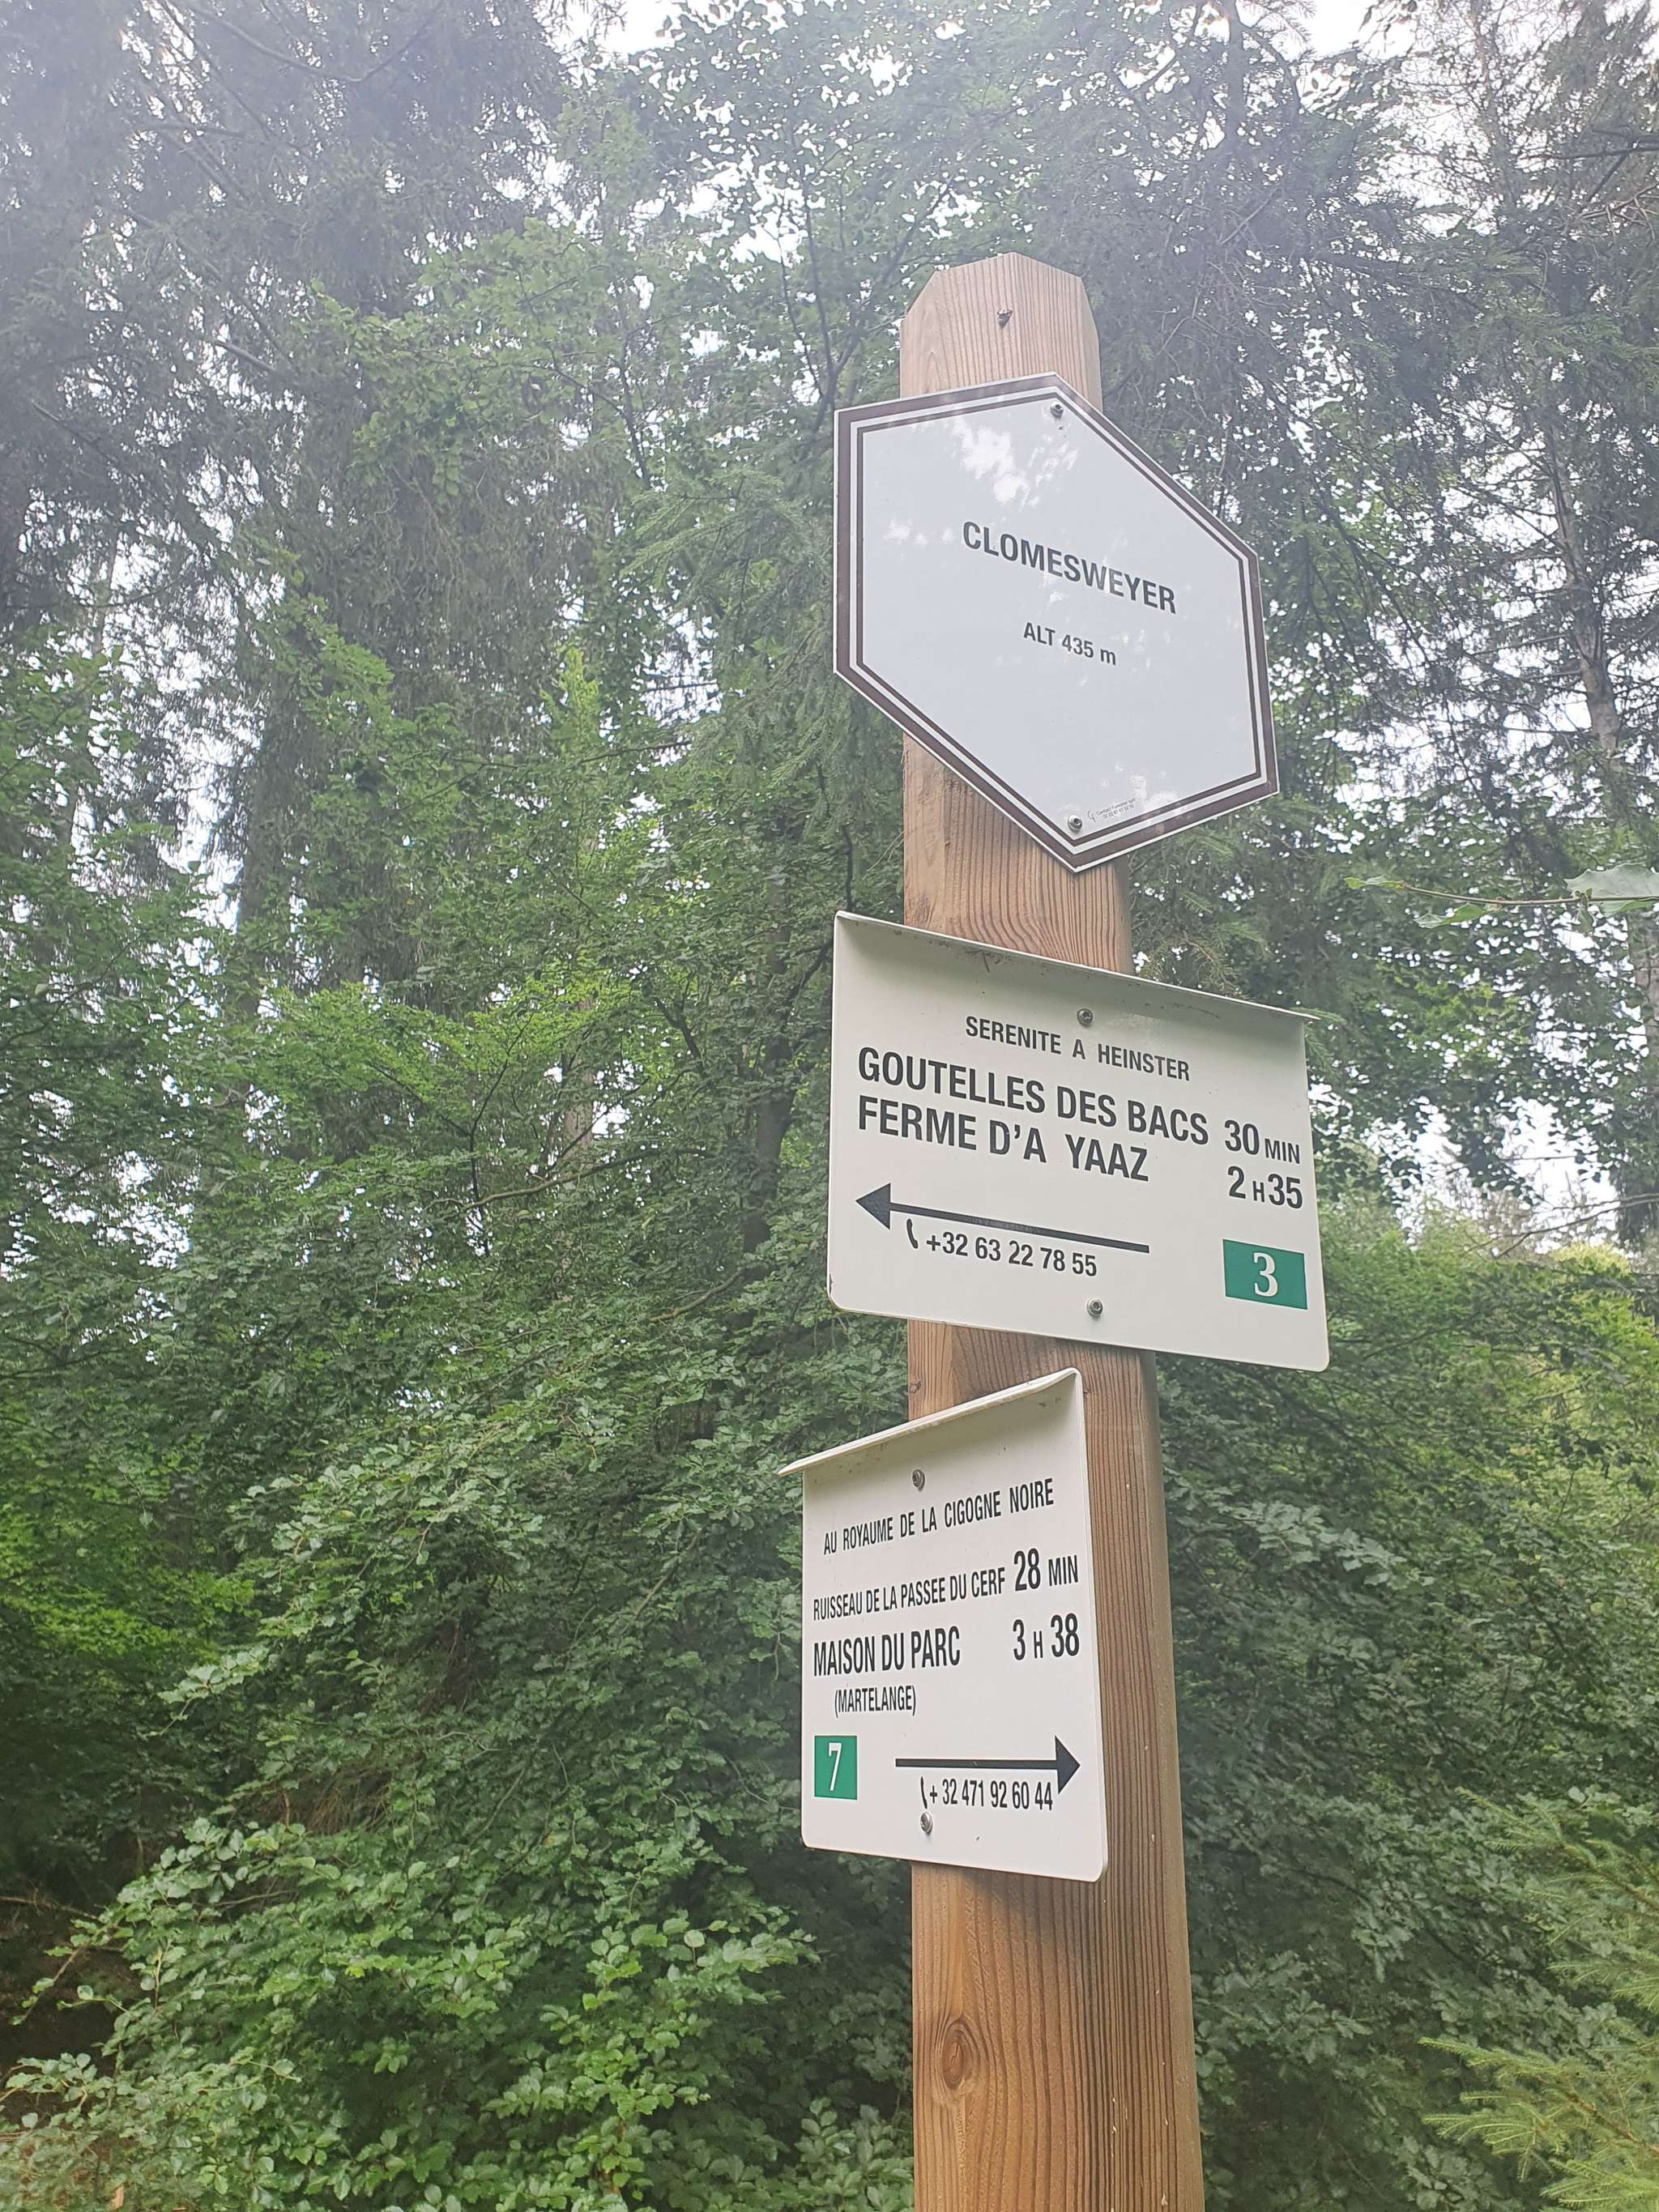 CLOMESWEYER
ALT 435 m
SERENITE A HEINSTER
GOUTELLES DES BACS 30 MIN
FERME D'A YAAZ 2 H 35
+32 63 22 78 55
3
AU ROYAUME DE LA CIGOGNE NOIRE
RUISSEAU DE LA PASSEE DU CERF 28 MIN
MAISON DU PARC 3 H 38
(MARTELANGE)
7
+ 32 471 92 60 44